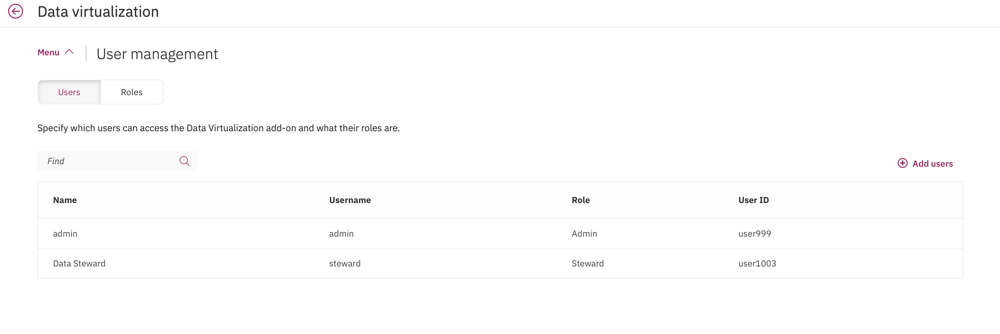 Data virtualization
Menu User management
Users Roles
Specify which users can access the Data Virtualization add-on and what their roles are.
Find
Add users
Name Username Role User ID
admin admin Admin user999
Data Steward steward Steward user1003